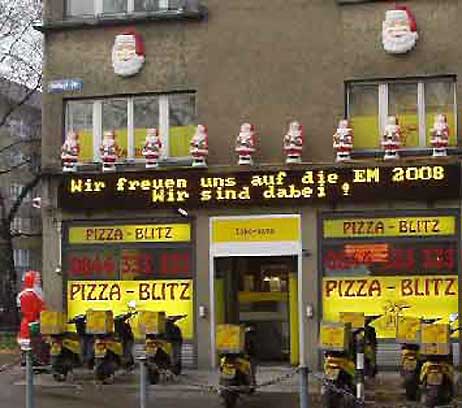 Wir freuen uns auf die EM 2008
Wir sind dabei !
PIZZA-BLITZ
PIZZA-BLITZ
PIZZA-BLITZ
PIZZA-BLITZ